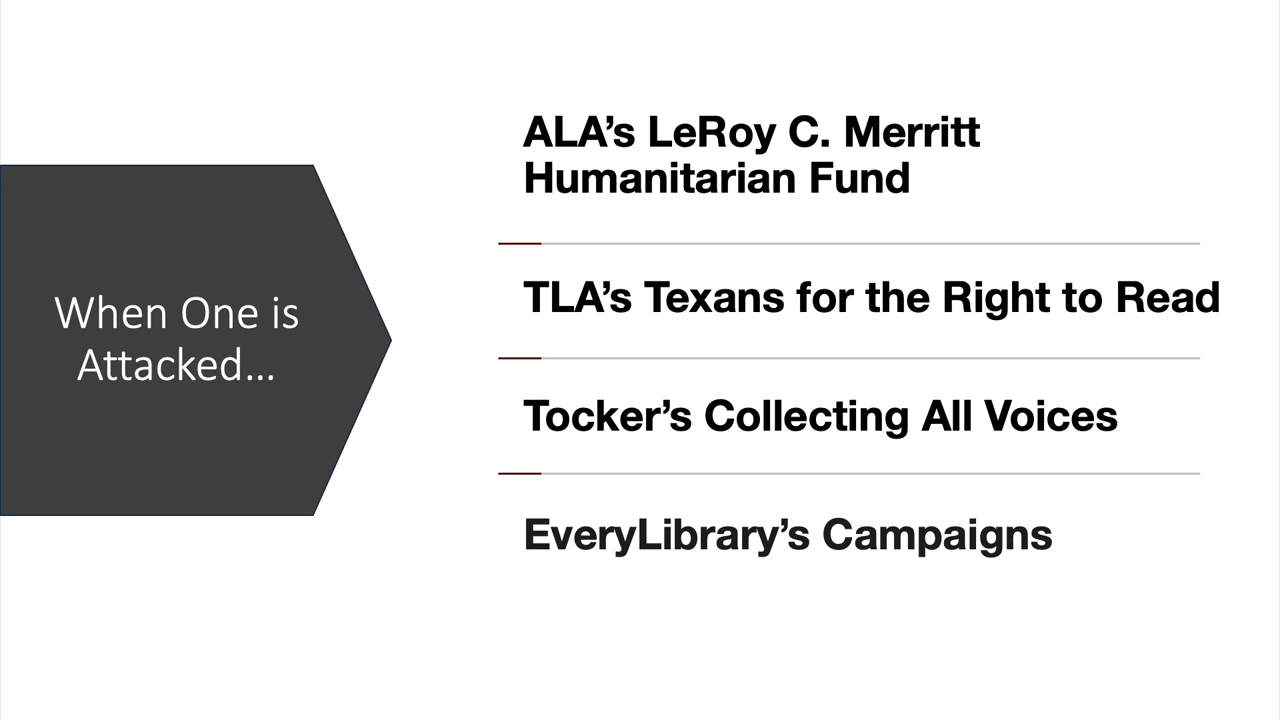 When One is
Attacked…
ALA’s LeRoy C. Merritt
Humanitarian Fund
TLA’s Texans for the Right to Read
Tocker’s Collecting All Voices
EveryLibrary’s Campaigns